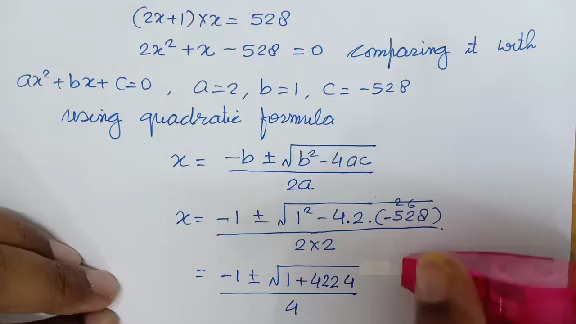 (2x+1)×x = 528
2x² + x - 528 = 0 comparing it with
ax²+bx+c=0, a=2, b=1, c=-528
using quadratic formula
x = -b ± √b² - 4ac / 2a
26
x = -1 ± √1² - 4.2.(-528). / 2×2
= -1 ± √1+4224 / 4